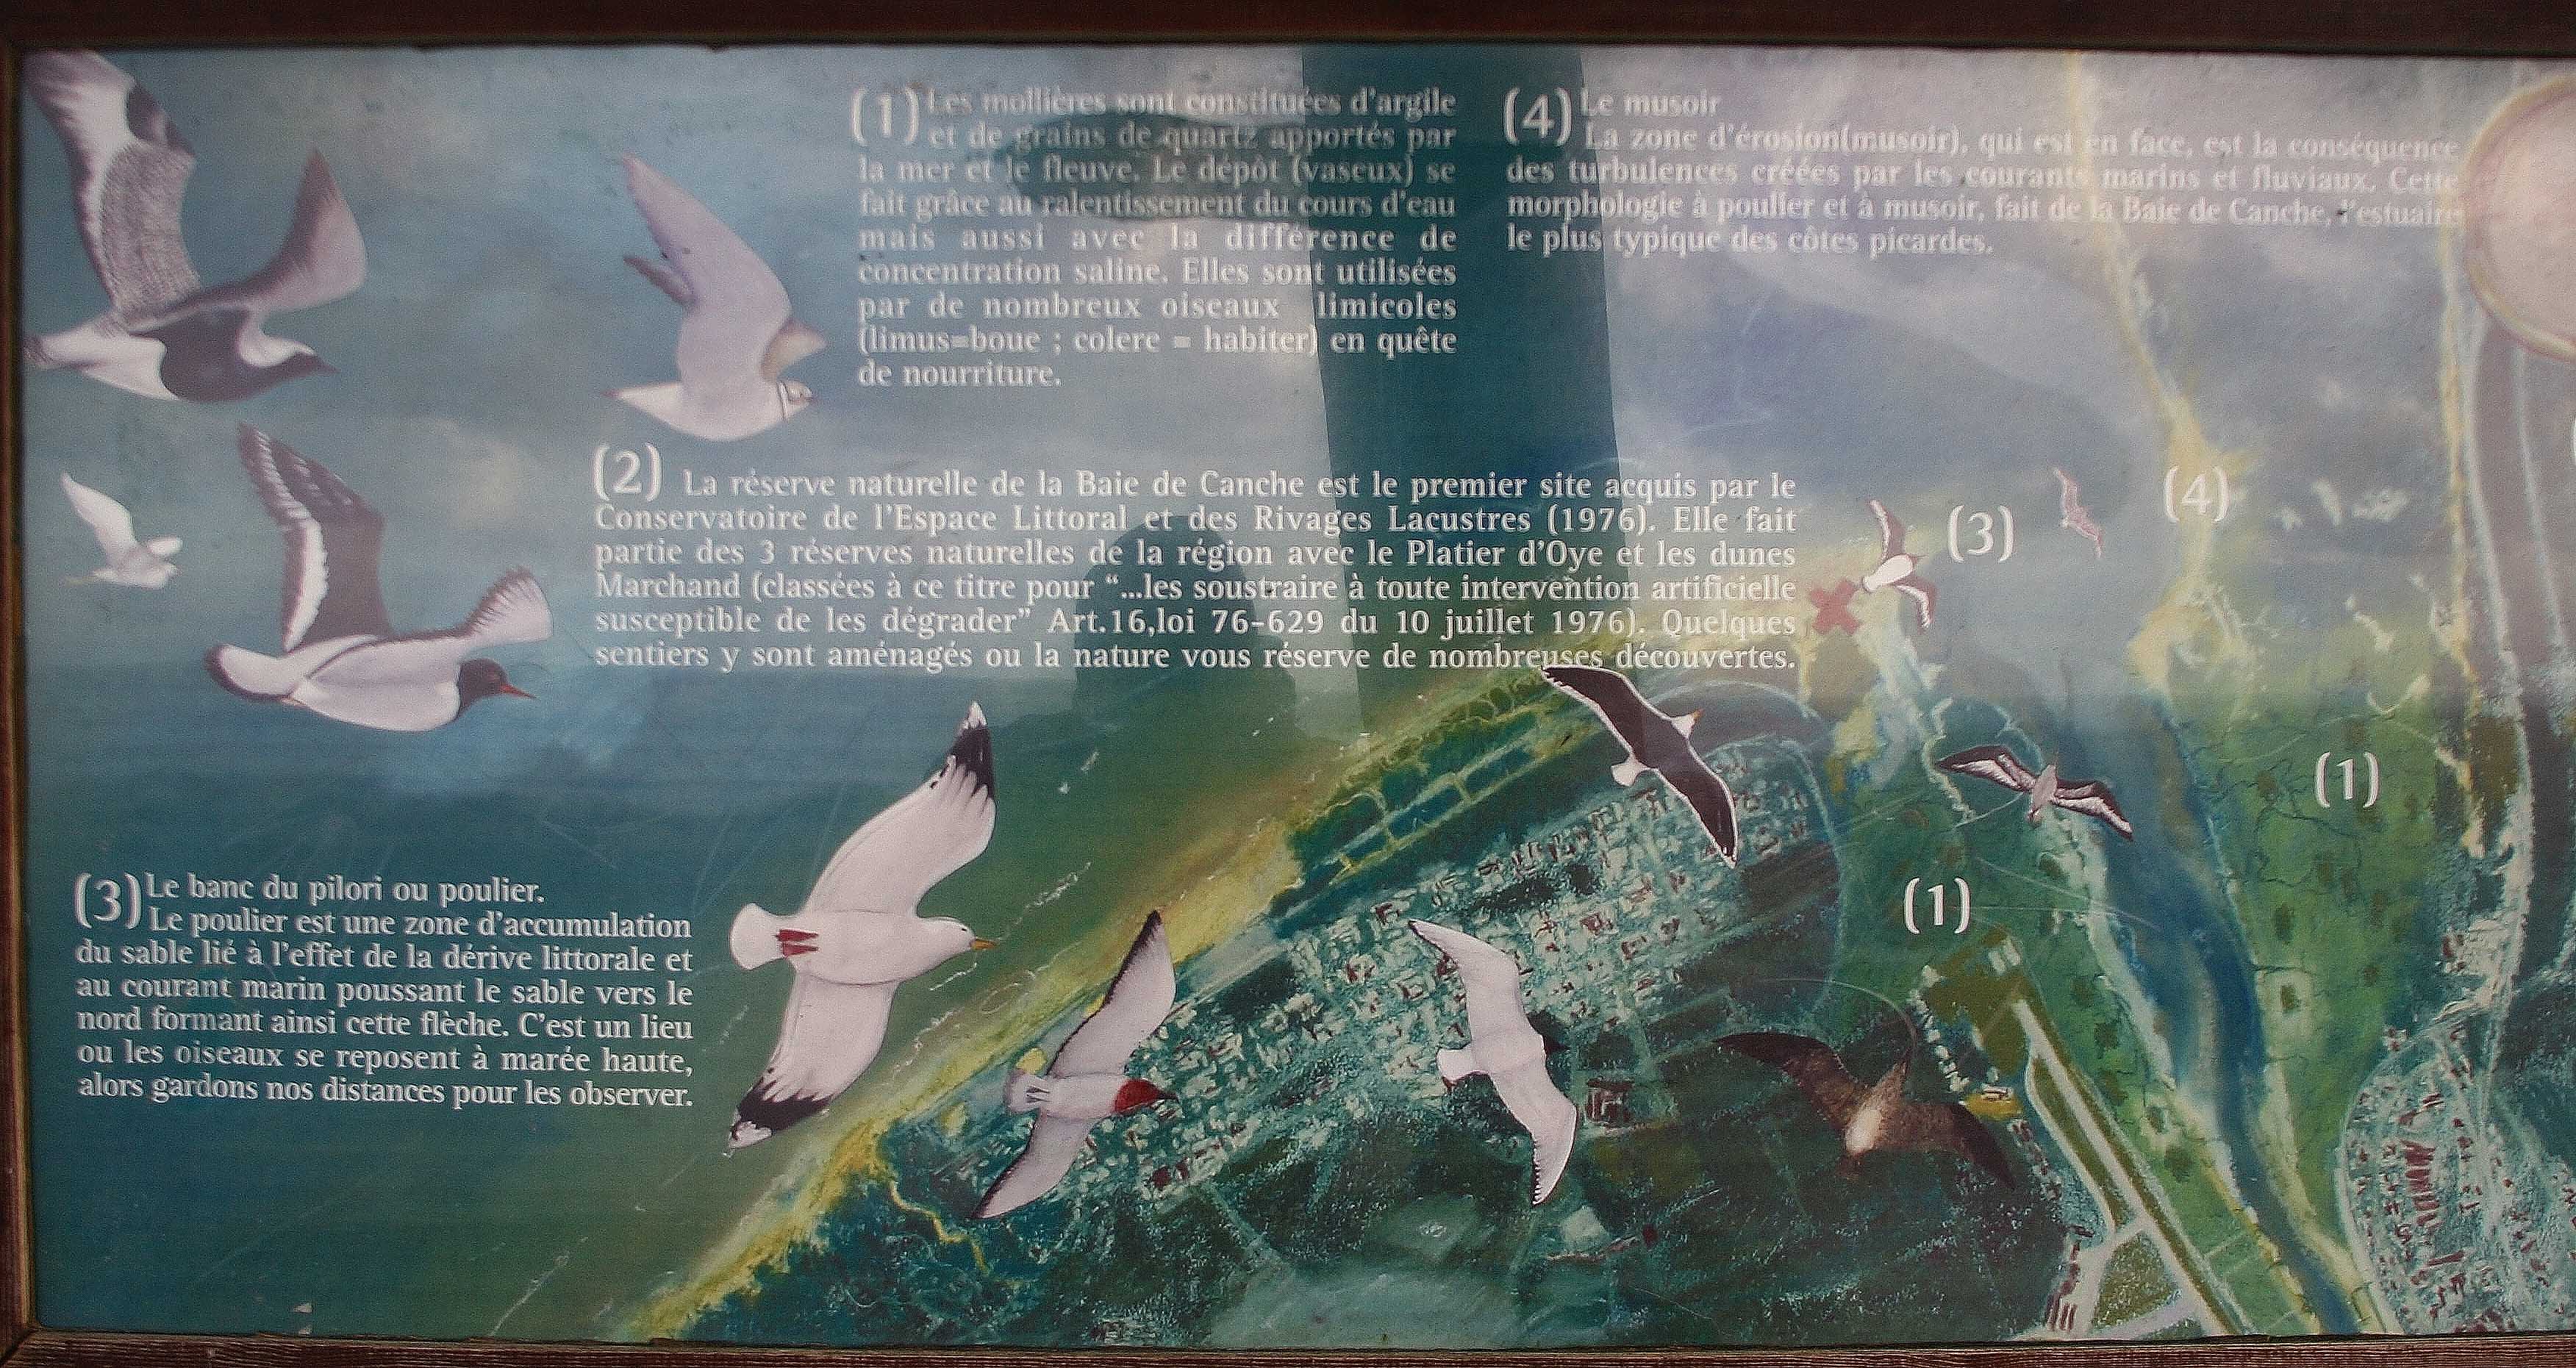 (1) Les mollières sont constituées d'argile
et de grains de quartz apportés par
la mer et le fleuve. Le dépôt (vaseux) se
fait grâce au ralentissement du cours d'eau
mais aussi avec la différence de
concentration saline. Elles sont utilisées
par de nombreux oiseaux limicoles
(limus=boue ; colere = habiter) en quête
de nourriture.
(4) Le musoir
La zone d'érosion(musoir), qui est en face, est la conséquence
des turbulences créées par les courants marins et fluviaux. Cette
morphologie à poulier et à musoir, fait de la Baie de Canche, l'estuaire
le plus typique des côtes picardes.
(2) La réserve naturelle de la Baie de Canche est le premier site acquis par le
Conservatoire de l'Espace Littoral et des Rivages Lacustres (1976). Elle fait
partie des 3 réserves naturelles de la région avec le Platier d'Oye et les dunes
Marchand (classées à ce titre pour "...les soustraire à toute intervention artificielle
susceptible de les dégrader" Art.16,loi 76-629 du 10 juillet 1976). Quelques
sentiers y sont aménagés ou la nature vous réserve de nombreuses découvertes.
(3) Le banc du pilori ou poulier.
Le poulier est une zone d'accumulation
du sable lié à l'effet de la dérive littorale et
au courant marin poussant le sable vers le
nord formant ainsi cette flèche. C'est un lieu
ou les oiseaux se reposent à marée haute,
alors gardons nos distances pour les observer.
(3)
(4)
(1)
(1)